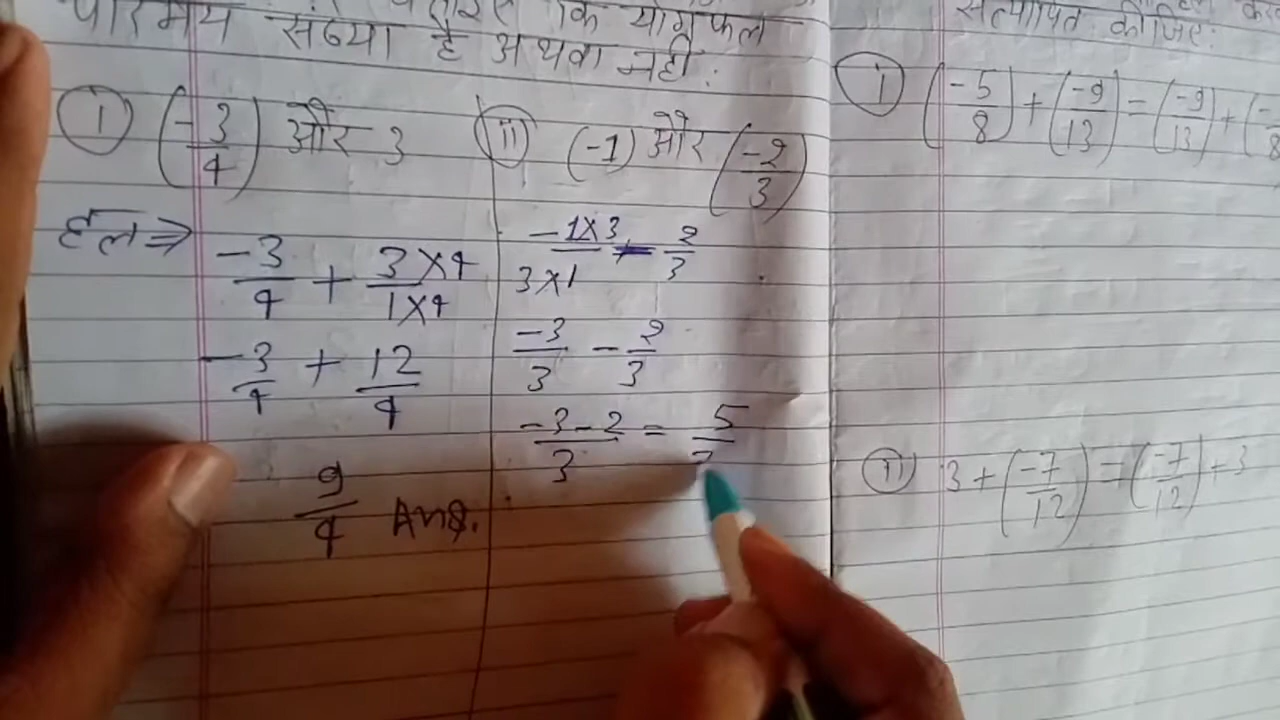 परिमेय संख्या है अथवा नहीं:
सत्यापित कीजिए:
i (-3/4) और 3
हल ⇒ -3/4 + 3×4/1×4
-3/4 + 12/4
9/4 Ans.
ii (-1) और (-2/3)
-1×3/3×1 - 2/3
-3/3 - 2/3
-3-2/3 = 5
i (-5/8) + (-9/13) = (-9/13) + (-
ii 3 + (-7/12) = (-7/12) + 3